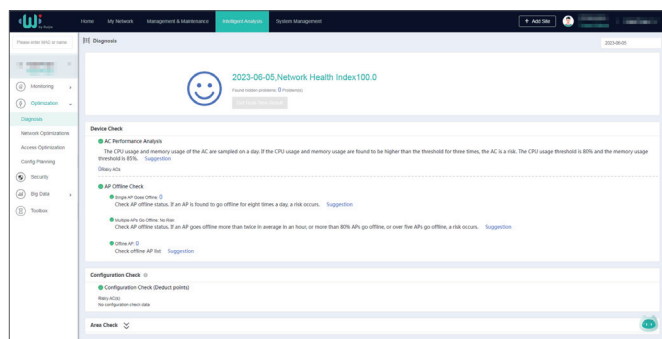 by Ruijie
Home My Network Management & Maintenance Intelligent Analysis System Management
+ Add Site
Please enter MAC or name
Diagnosis
2023-06-05
Monitoring
Optimization
Diagnosis
Network Optimizations
Access Optimization
Config Planning
Security
Big Data
Toolbox
2023-06-05,Network Health Index100.0
Found hidden problems: 0 Problem(s)
Device Check
AC Performance Analysis
The CPU usage and memory usage of the AC are sampled on a day. If the CPU usage and memory usage are found to be higher than the threshold for three times, the AC is a risk. The CPU usage threshold is 80% and the memory usage
threshold is 85%. Suggestion
0Risky ACs
AP Offline Check
Single AP Goes Offline: 0
Check AP offline status. If an AP is found to go offline for eight times a day, a risk occurs. Suggestion
Multiple APs Go Offline: No Risk
Check AP offline status. If an AP goes offline more than twice in average in an hour, or more than 80% APs go offline, or over five APs go offline, a risk occurs. Suggestion
Offline AP: 0
Check offline AP list Suggestion
Configuration Check
Configuration Check (Deduct points)
Risky AC(s)
No configuration check data
Area Check